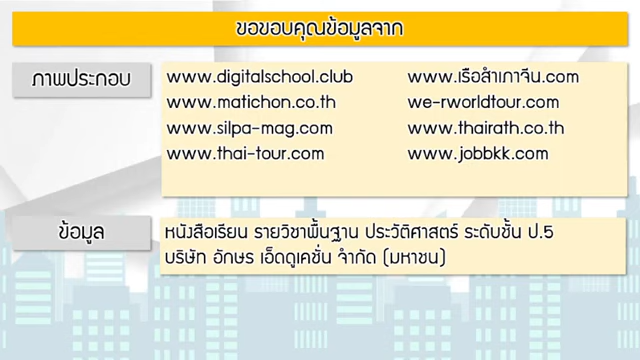 ขอขอบคุณข้อมูลจาก
ภาพประกอบ
www.digitalschool.club
www.matichon.co.th
www.silpa-mag.com
www.thai-tour.com
www.เรือสำเภาจีน.com
we-rworldtour.com
www.thairath.co.th
www.jobbkk.com
ข้อมูล
หนังสือเรียน รายวิชาพื้นฐาน ประวัติศาสตร์ ระดับชั้น ป.5
บริษัท อักษร เอ็ดดูเคชั่น จำกัด (มหาชน)